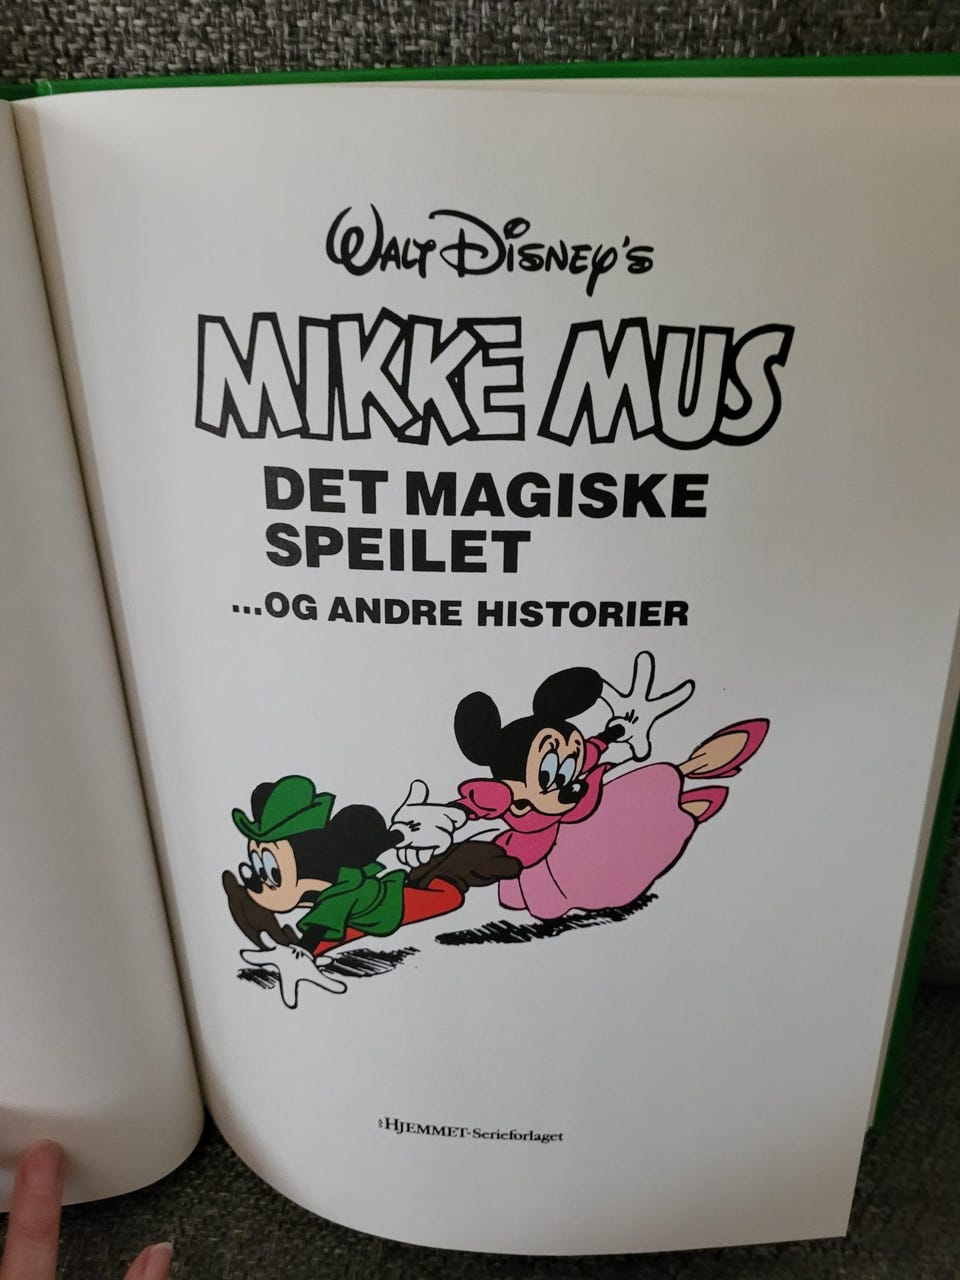 WALT DISNEY'S
MIKKE MUS
DET MAGISKE
SPEILET
...OG ANDRE HISTORIER
HJEMMET-Serieforlaget